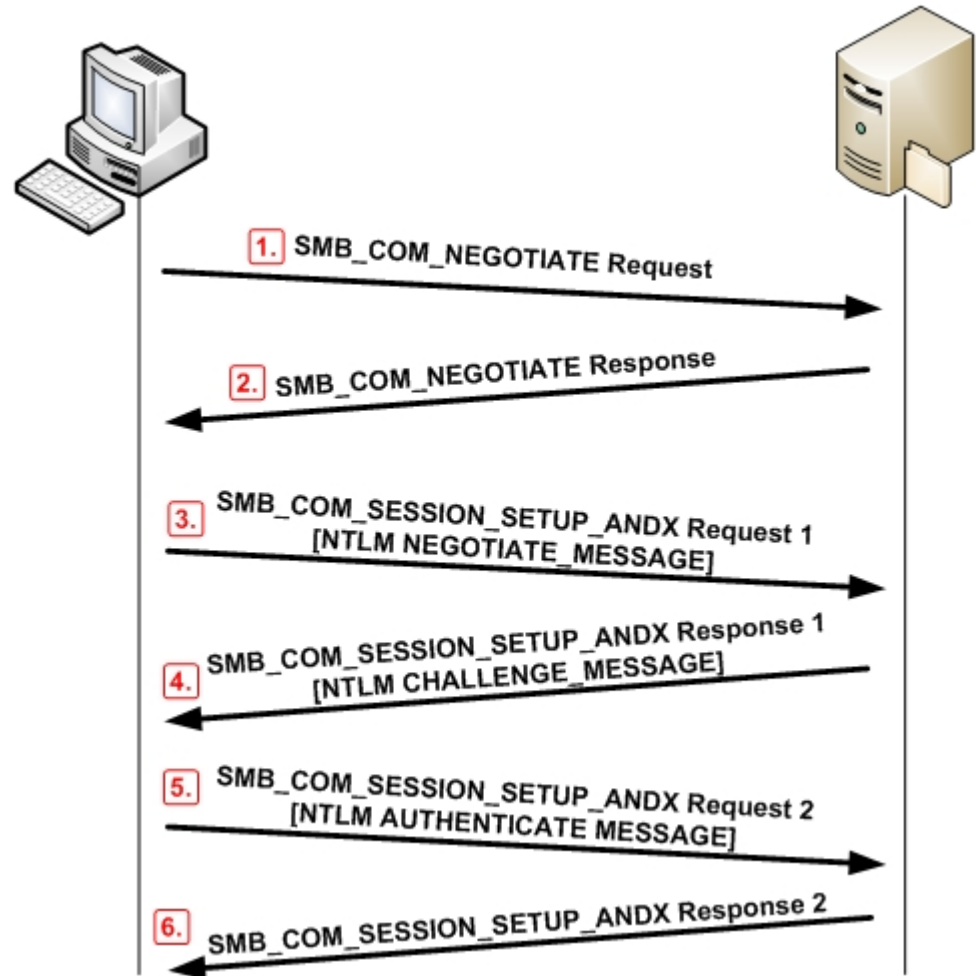 1. SMB_COM_NEGOTIATE Request
2. SMB_COM_NEGOTIATE Response
3. SMB_COM_SESSION_SETUP_ANDX Request 1
[NTLM NEGOTIATE_MESSAGE]
4. SMB_COM_SESSION_SETUP_ANDX Response 1
[NTLM CHALLENGE_MESSAGE]
5. SMB_COM_SESSION_SETUP_ANDX Request 2
[NTLM AUTHENTICATE MESSAGE]
6. SMB_COM_SESSION_SETUP_ANDX Response 2